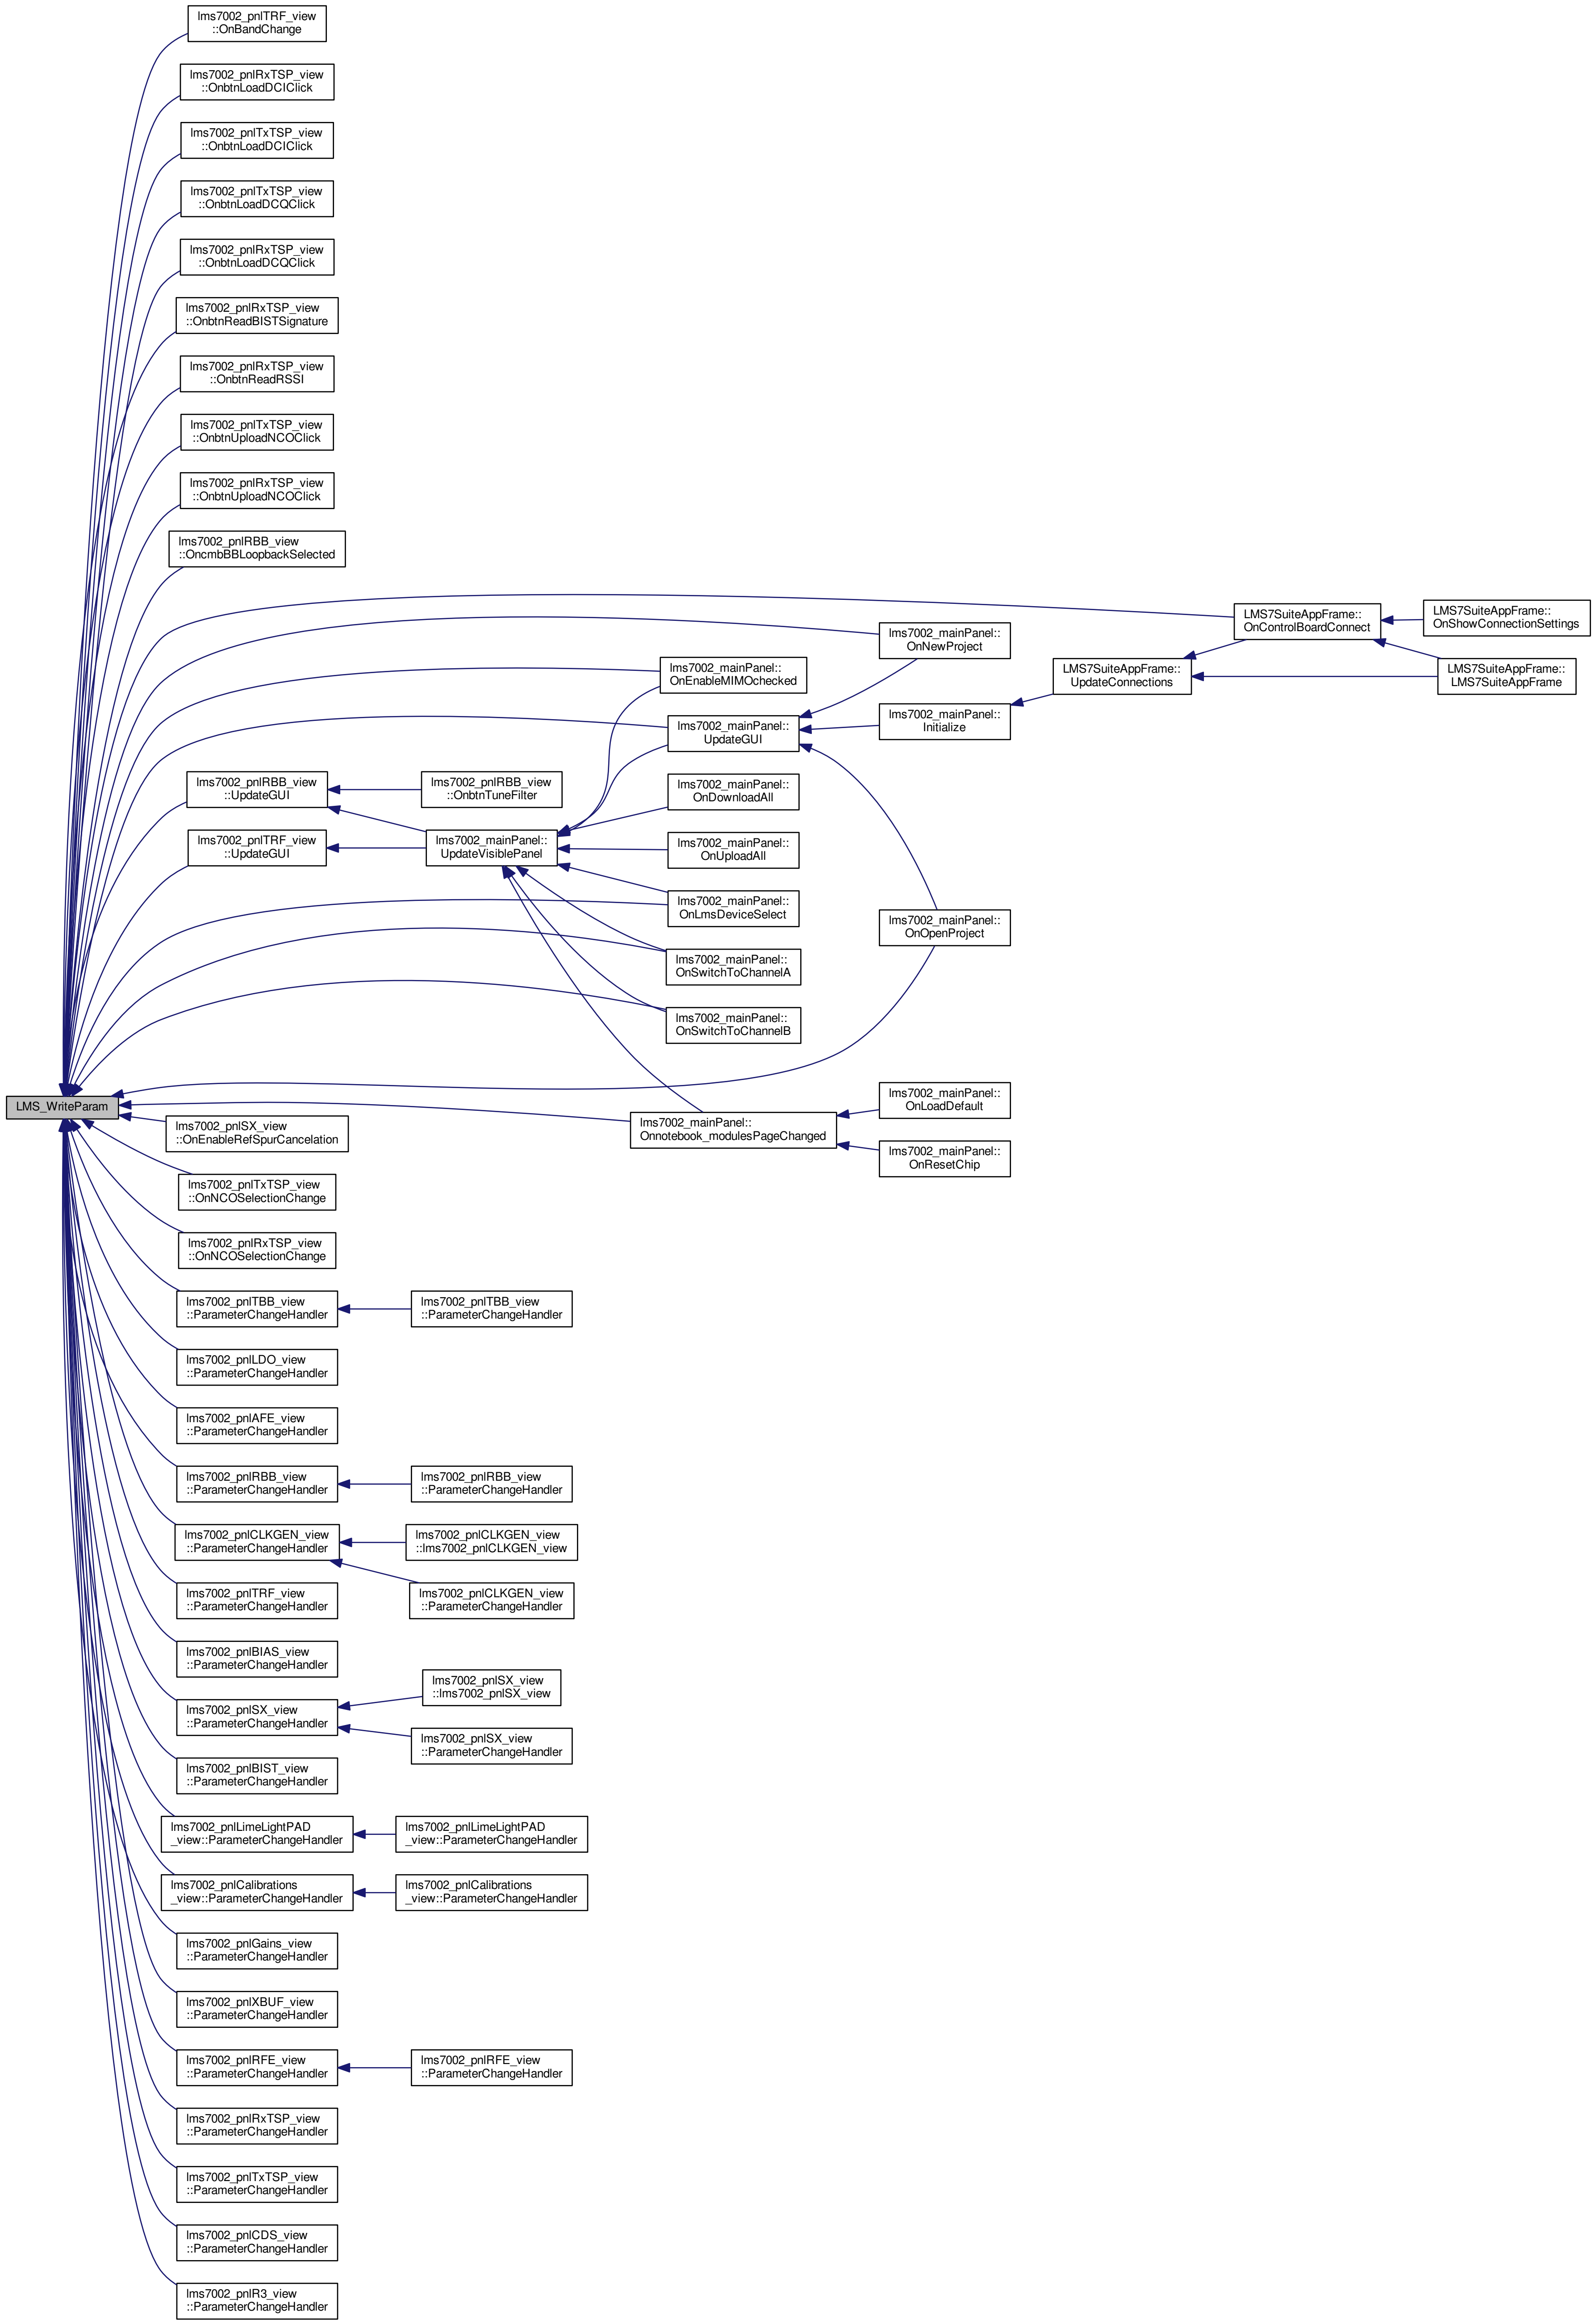 lms7002_pnlTRF_view
::OnBandChange
lms7002_pnlRxTSP_view
::OnbtnLoadDCIClick
lms7002_pnlTxTSP_view
::OnbtnLoadDCIClick
lms7002_pnlTxTSP_view
::OnbtnLoadDCQClick
lms7002_pnlRxTSP_view
::OnbtnLoadDCQClick
lms7002_pnlRxTSP_view
::OnbtnReadBISTSignature
lms7002_pnlRxTSP_view
::OnbtnReadRSSI
lms7002_pnlTxTSP_view
::OnbtnUploadNCOClick
lms7002_pnlRxTSP_view
::OnbtnUploadNCOClick
lms7002_pnlRBB_view
::OncmbBBLoopbackSelected
LMS7SuiteAppFrame::
OnControlBoardConnect
LMS7SuiteAppFrame::
OnShowConnectionSettings
lms7002_mainPanel::
OnNewProject
lms7002_mainPanel::
OnEnableMIMOchecked
LMS7SuiteAppFrame::
UpdateConnections
LMS7SuiteAppFrame::
LMS7SuiteAppFrame
lms7002_mainPanel::
UpdateGUI
lms7002_mainPanel::
Initialize
lms7002_pnlRBB_view
::UpdateGUI
lms7002_pnlRBB_view
::OnbtnTuneFilter
lms7002_mainPanel::
OnDownloadAll
lms7002_pnlTRF_view
::UpdateGUI
lms7002_mainPanel::
UpdateVisiblePanel
lms7002_mainPanel::
OnUploadAll
lms7002_mainPanel::
OnLmsDeviceSelect
lms7002_mainPanel::
OnOpenProject
lms7002_mainPanel::
OnSwitchToChannelA
lms7002_mainPanel::
OnSwitchToChannelB
LMS_WriteParam
lms7002_mainPanel::
OnLoadDefault
lms7002_pnlSX_view
::OnEnableRefSpurCancelation
lms7002_mainPanel::
Onnotebook_modulesPageChanged
lms7002_mainPanel::
OnResetChip
lms7002_pnlTxTSP_view
::OnNCOSelectionChange
lms7002_pnlRxTSP_view
::OnNCOSelectionChange
lms7002_pnlTBB_view
::ParameterChangeHandler
lms7002_pnlTBB_view
::ParameterChangeHandler
lms7002_pnlLDO_view
::ParameterChangeHandler
lms7002_pnlAFE_view
::ParameterChangeHandler
lms7002_pnlRBB_view
::ParameterChangeHandler
lms7002_pnlRBB_view
::ParameterChangeHandler
lms7002_pnlCLKGEN_view
::ParameterChangeHandler
lms7002_pnlCLKGEN_view
::lms7002_pnlCLKGEN_view
lms7002_pnlTRF_view
::ParameterChangeHandler
lms7002_pnlCLKGEN_view
::ParameterChangeHandler
lms7002_pnlBIAS_view
::ParameterChangeHandler
lms7002_pnlSX_view
::lms7002_pnlSX_view
lms7002_pnlSX_view
::ParameterChangeHandler
lms7002_pnlSX_view
::ParameterChangeHandler
lms7002_pnlBIST_view
::ParameterChangeHandler
lms7002_pnlLimeLightPAD
_view::ParameterChangeHandler
lms7002_pnlLimeLightPAD
_view::ParameterChangeHandler
lms7002_pnlCalibrations
_view::ParameterChangeHandler
lms7002_pnlCalibrations
_view::ParameterChangeHandler
lms7002_pnlGains_view
::ParameterChangeHandler
lms7002_pnlXBUF_view
::ParameterChangeHandler
lms7002_pnlRFE_view
::ParameterChangeHandler
lms7002_pnlRFE_view
::ParameterChangeHandler
lms7002_pnlRxTSP_view
::ParameterChangeHandler
lms7002_pnlTxTSP_view
::ParameterChangeHandler
lms7002_pnlCDS_view
::ParameterChangeHandler
lms7002_pnlR3_view
::ParameterChangeHandler